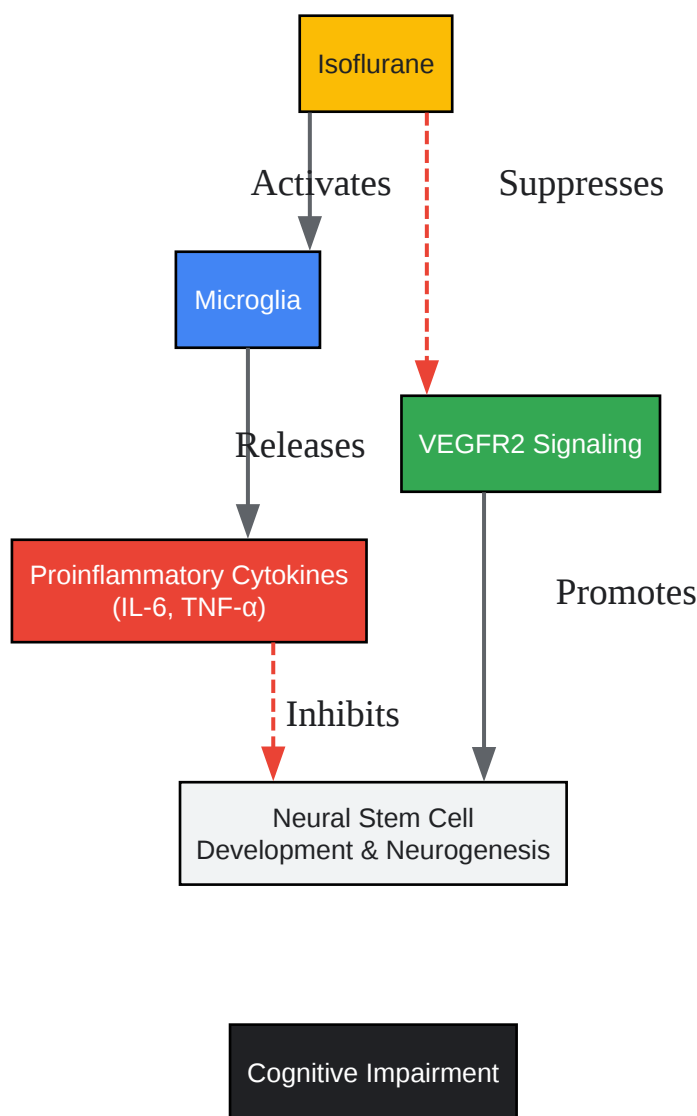 Isoflurane
Activates
Suppresses
Microglia
Releases
VEGFR2 Signaling
Proinflammatory Cytokines
(IL-6, TNF-α)
Promotes
Inhibits
Neural Stem Cell
Development & Neurogenesis
Cognitive Impairment